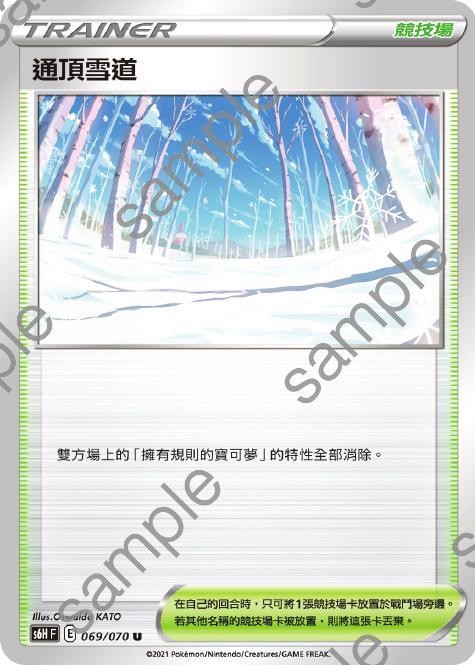 TRAINER
競技場
通頂雪道
sample
sample
sample
sample
sample
sample
雙方場上的「擁有規則的寶可夢」的特性全部消除。
在自己的回合時,只可將1張競技場卡放置於戰鬥場旁邊。
若其他名稱的競技場卡被放置,則將這張卡丟棄。
Illus.Oswaldo KATO
S6H F E 069/070 U
©2021 Pokémon/Nintendo/Creatures/GAME FREAK.